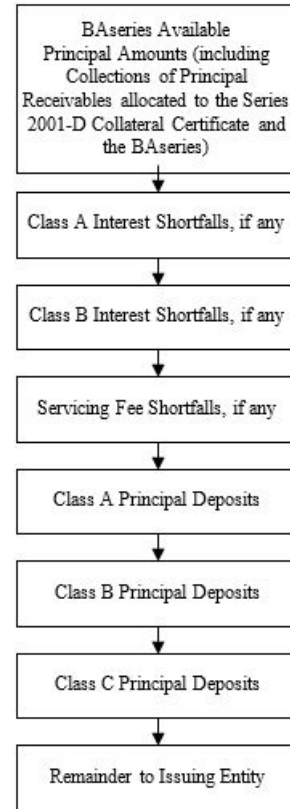 BAseries Available
Principal Amounts (including
Collections of Principal
Receivables allocated to the Series
2001-D Collateral Certificate and
the BAseries)
Class A Interest Shortfalls, if any
Class B Interest Shortfalls, if any
Servicing Fee Shortfalls, if any
Class A Principal Deposits
Class B Principal Deposits
Class C Principal Deposits
Remainder to Issuing Entity